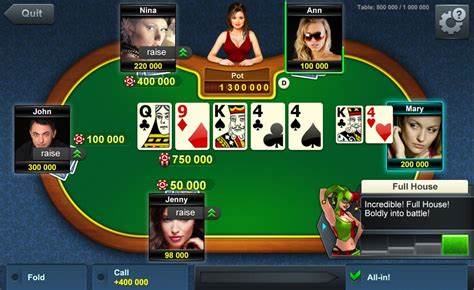 Quit
Nina
raise
220 000
400 000
Ann
100 000
Table: 800 000 / 1 000 000
?
Pot
1 300 000
D
John
raise
300 000
100 000
Q
9
K
4
4
K
4
Mary
200 000
750 000
50 000
Jenny
raise
98 000
Full House
Incredible! Full House!
Boldly into battle!
Fold
Call
+400 000
All-in!